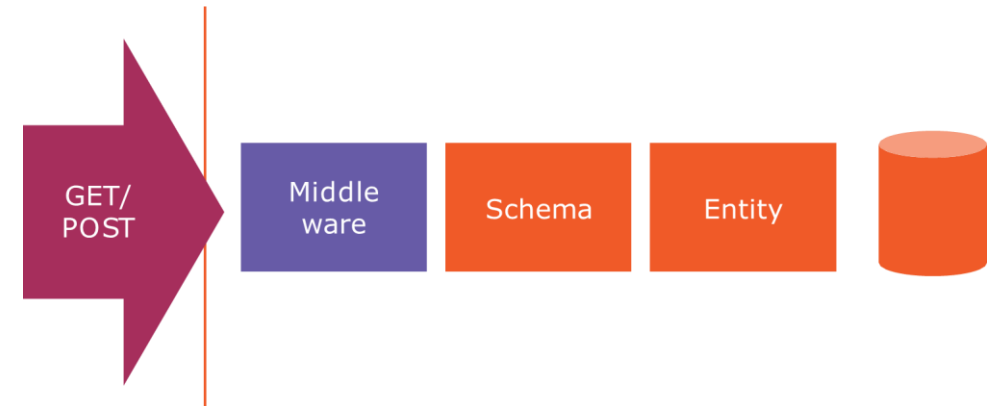 GET/
POST
Middle
ware
Schema
Entity